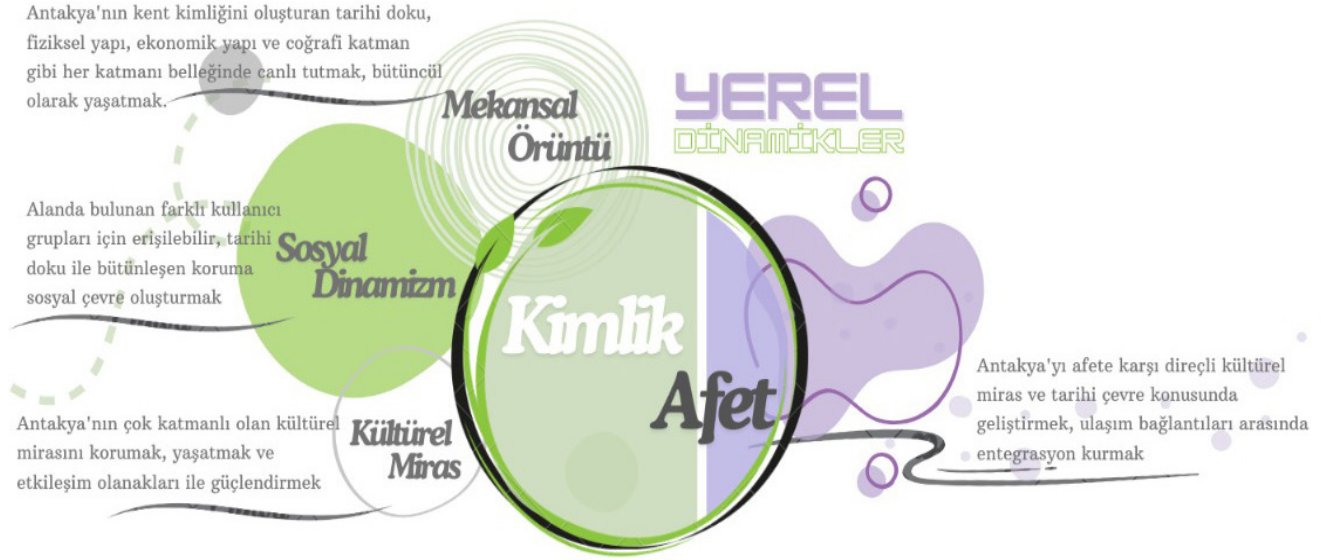 Antakya'nın kent kimliğini oluşturan tarihi doku,
fiziksel yapı, ekonomik yapı ve coğrafi katman
gibi her katmanı belleğinde canlı tutmak, bütüncül
olarak yaşatmak.
Mekansal
Örüntü
YEREL
DİNAMİKLER
Alanda bulunan farklı kullanıcı
grupları için erişilebilir, tarihi
doku ile bütünleşen koruma
sosyal çevre oluşturmak
Sosyal
Dinamizm
Kimlik
Afet
Antakya'yı afete karşı dirençli kültürel
miras ve tarihi çevre konusunda
geliştirmek, ulaşım bağlantıları arasında
entegrasyon kurmak
Antakya'nın çok katmanlı olan kültürel
mirasını korumak, yaşatmak ve
etkileşim olanakları ile güçlendirmek
Kültürel
Miras